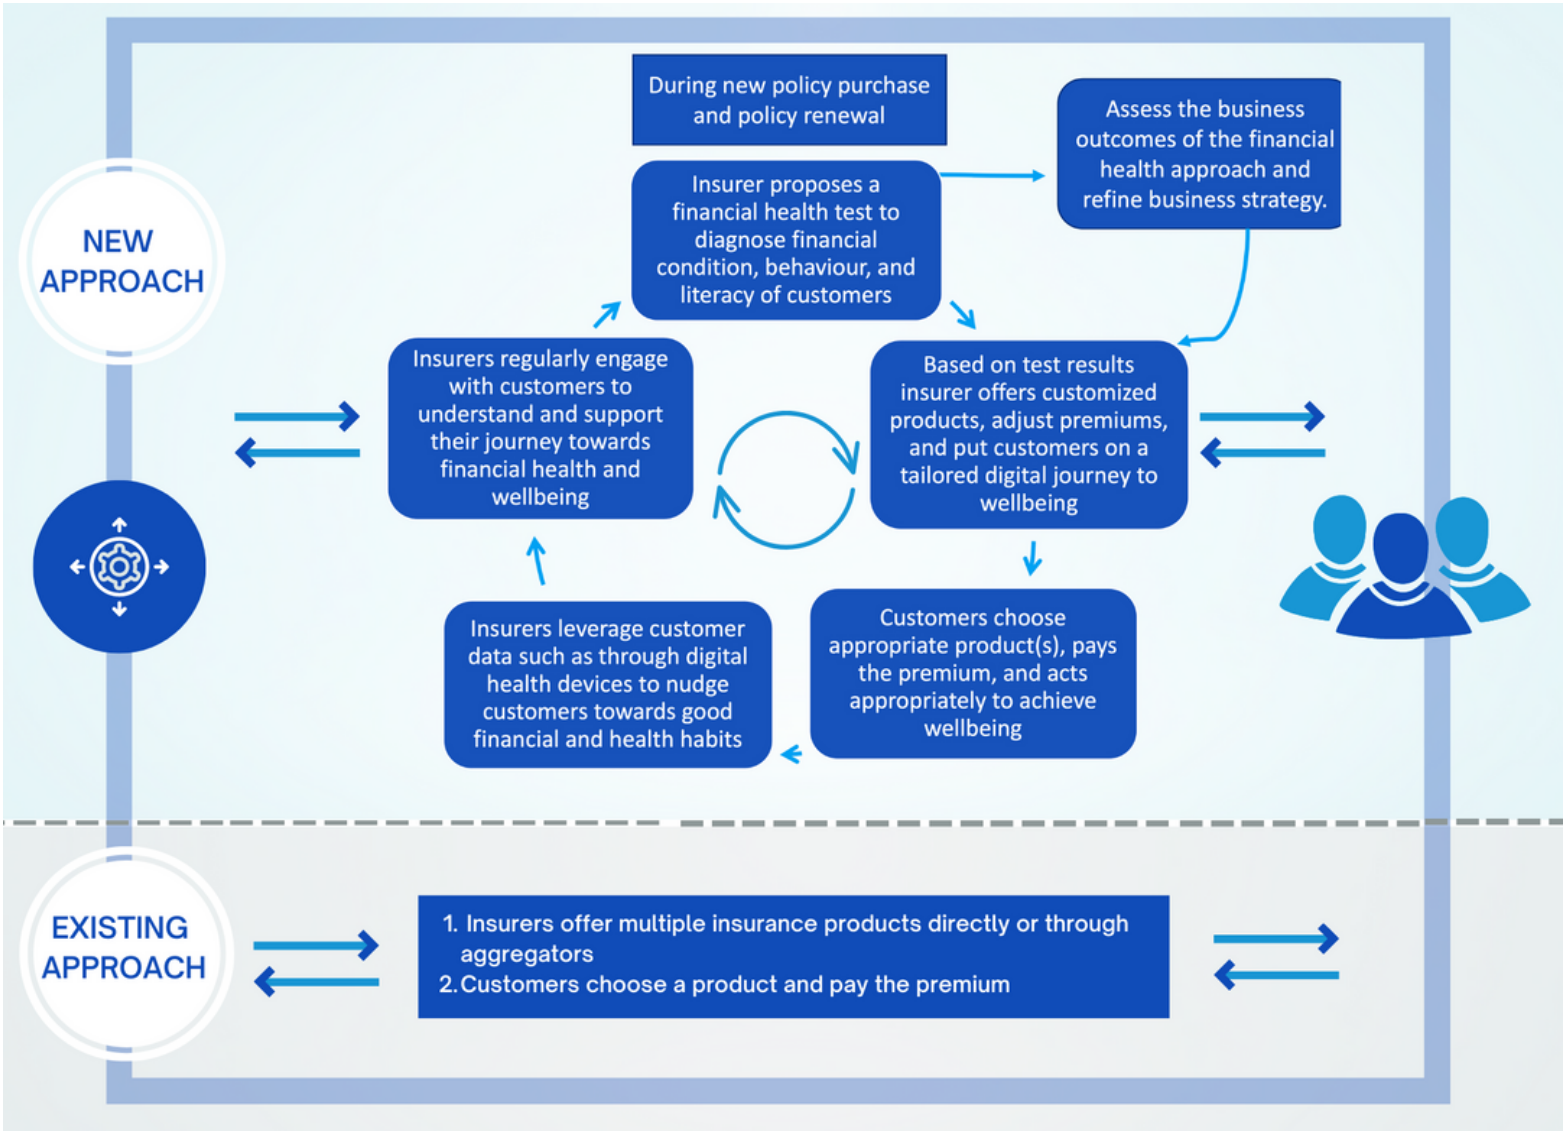 During new policy purchase
and policy renewal
Assess the business
outcomes of the financial
health approach and
refine business strategy.
NEW
APPROACH
Insurer proposes a
financial health test to
diagnose financial
condition, behaviour, and
literacy of customers
Insurers regularly engage
with customers to
understand and support
their journey towards
financial health and
wellbeing
Based on test results
insurer offers customized
products, adjust premiums,
and put customers on a
tailored digital journey to
wellbeing
Insurers leverage customer
data such as through digital
health devices to nudge
customers towards good
financial and health habits
Customers choose
appropriate product(s), pays
the premium, and acts
appropriately to achieve
wellbeing
EXISTING
APPROACH
1. Insurers offer multiple insurance products directly or through
aggregators
2. Customers choose a product and pay the premium